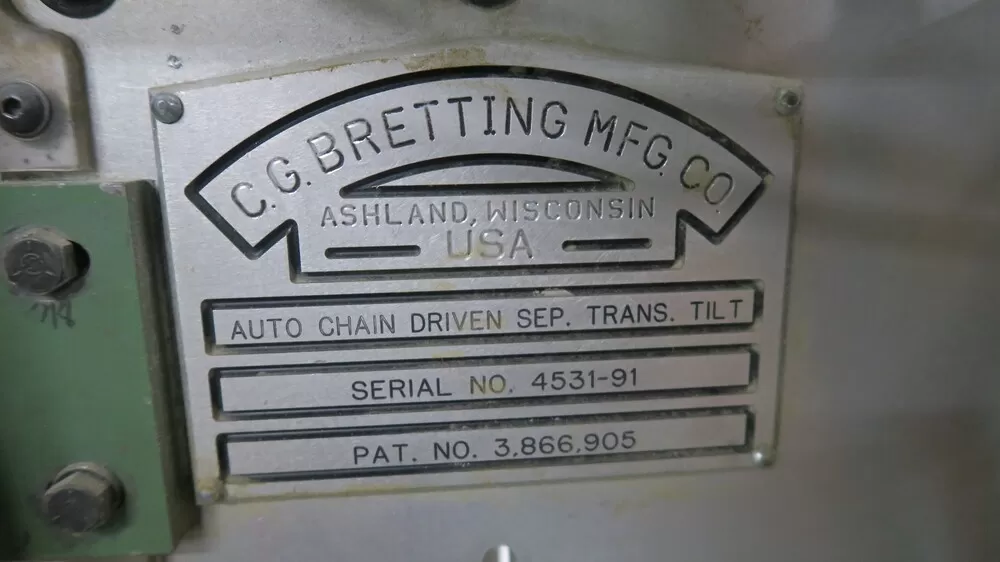 C.G. BRETTING MFG. CO.
ASHLAND, WISCONSIN
USA
AUTO CHAIN DRIVEN SEP. TRANS. TILT
SERIAL NO. 4531-91
PAT. NO. 3,866,905